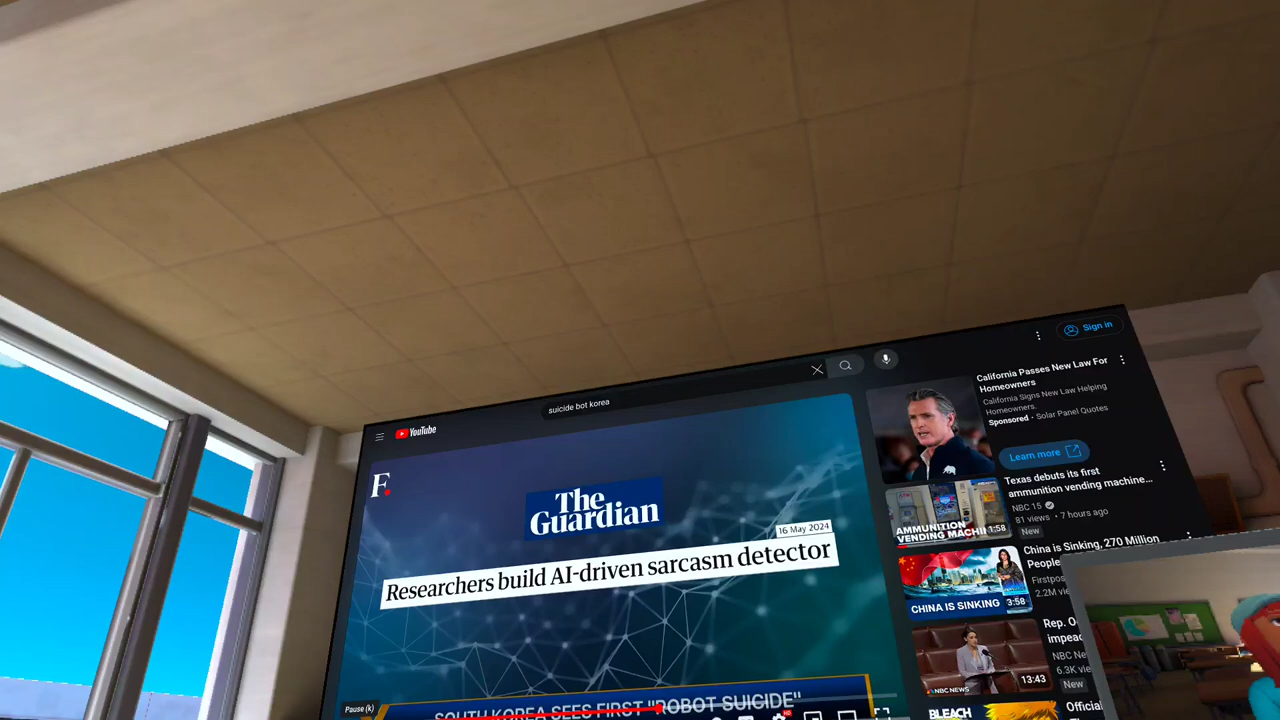 suicide bot korea
YouTube
Sign in
F.
The
Guardian
16 May 2024
Researchers build AI-driven sarcasm detector
SOUTH KOREA SEES FIRST "ROBOT SUICIDE"
Pause (k)
HD
California Passes New Law For
Homeowners
California Signs New Law Helping
Homeowners.
Sponsored · Solar Panel Quotes
Learn more
Texas debuts its first
ammunition vending machine...
NBC 15
81 views · 7 hours ago
New
AMMUNITION
VENDING MACHI
1:58
China is Sinking, 270 Million
People
Firstpos
2.2M vie
CHINA IS SINKING
3:58
Rep. O
impeac
NBC Ne
6.3K vie
New
NBC NEWS
13:43
BLEACH
Official